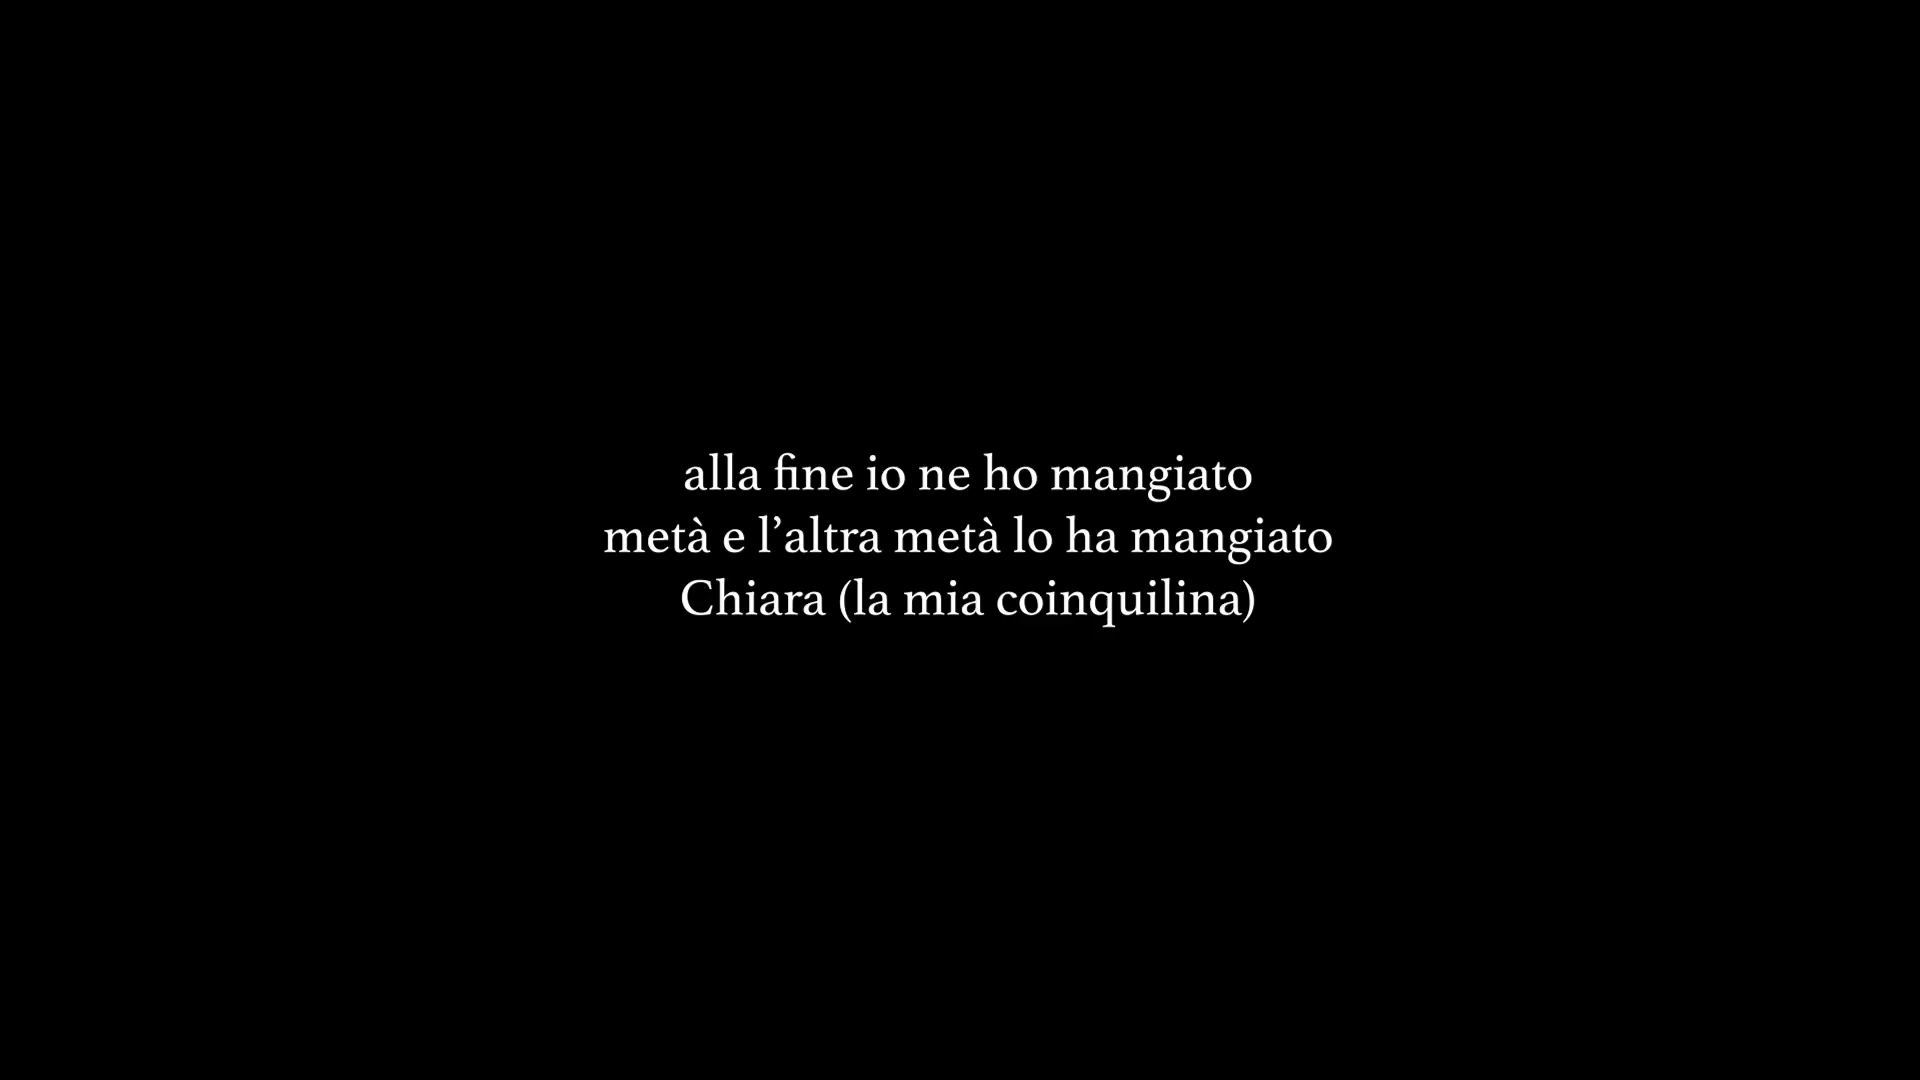 alla fine io ne ho mangiato
metà e l’altra metà lo ha mangiato
Chiara (la mia coinquilina)